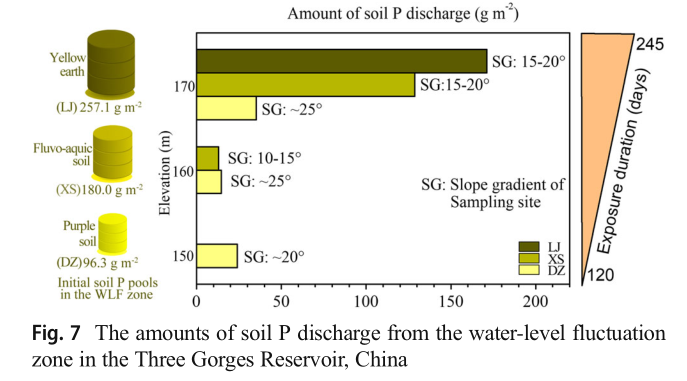 Amount of soil P discharge (g m-2)
Yellow
earth
(LJ) 257.1 g m-2
Fluvo-aquic
soil
(XS)180.0 g m-2
Purple
soil
(DZ)96.3 g m-2
Initial soil P pools
in the WLF zone
Elevation (m)
170
160
150
SG: 15-20°
SG:15-20°
SG: ~25°
SG: 10-15°
SG: ~25°
SG: ~20°
SG: Slope gradient of
Sampling site
LJ
XS
DZ
0 50 100 150 200
245
Exposure duration (days)
120
Fig. 7 The amounts of soil P discharge from the water-level fluctuation
zone in the Three Gorges Reservoir, China